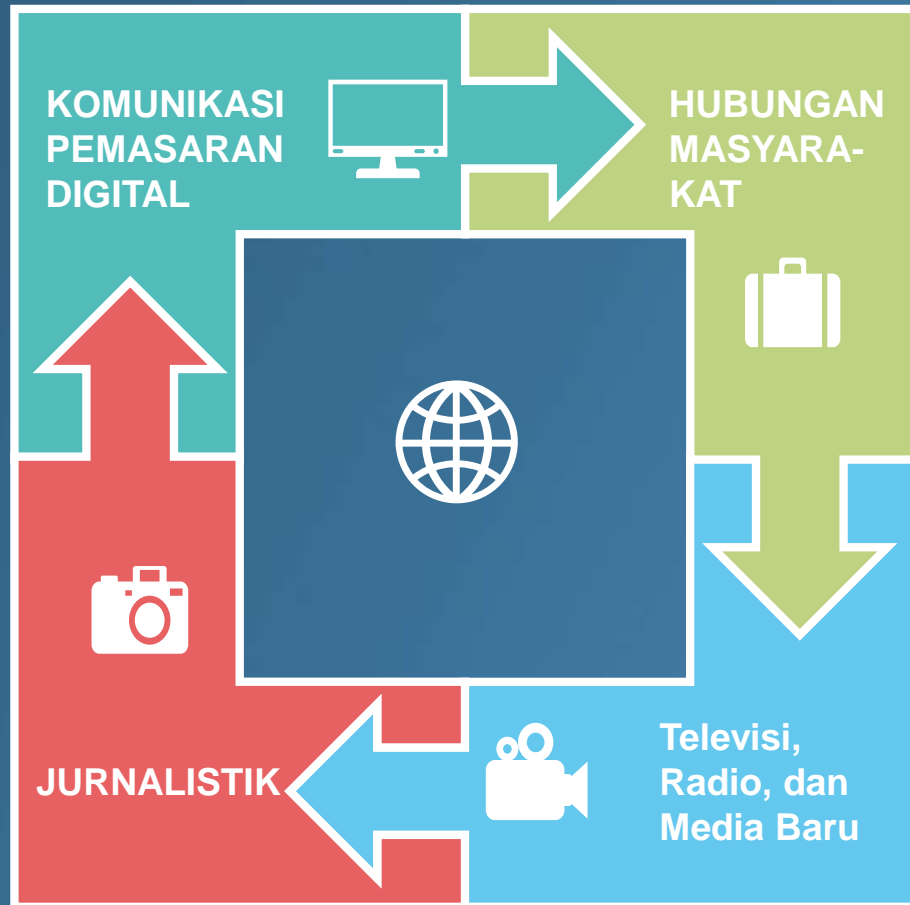 KOMUNIKASI
PEMASARAN
DIGITAL
HUBUNGAN
MASYARA-
KAT
JURNALISTIK
Televisi,
Radio, dan
Media Baru